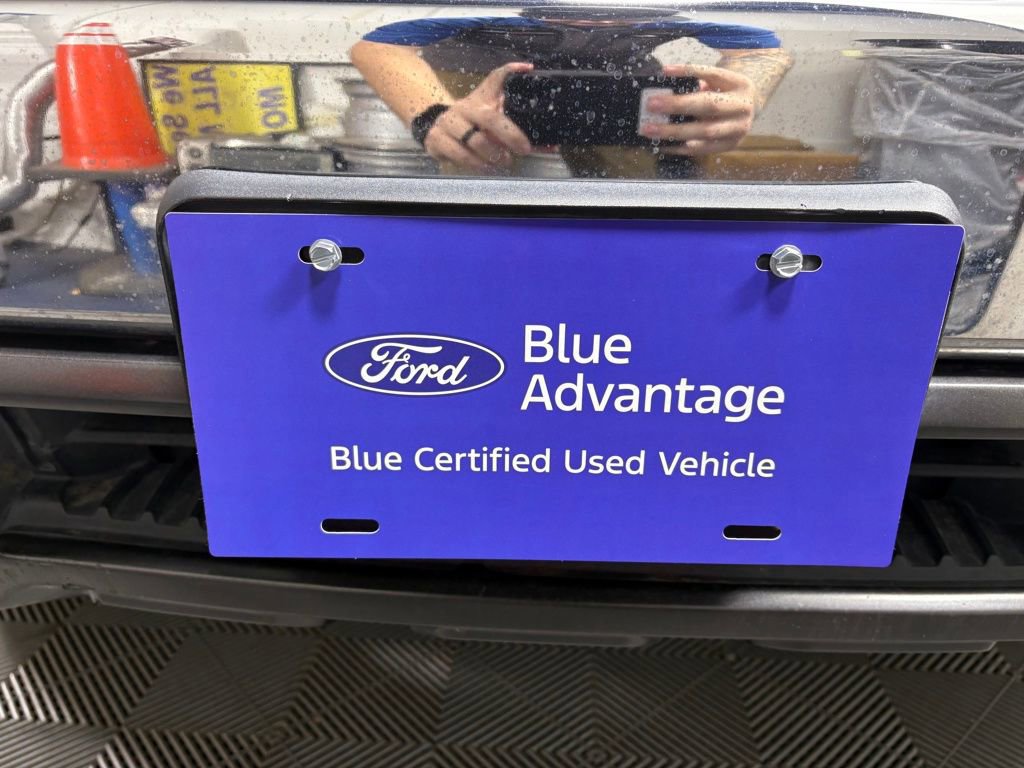 Ford
Blue
Advantage
Blue Certified Used Vehicle